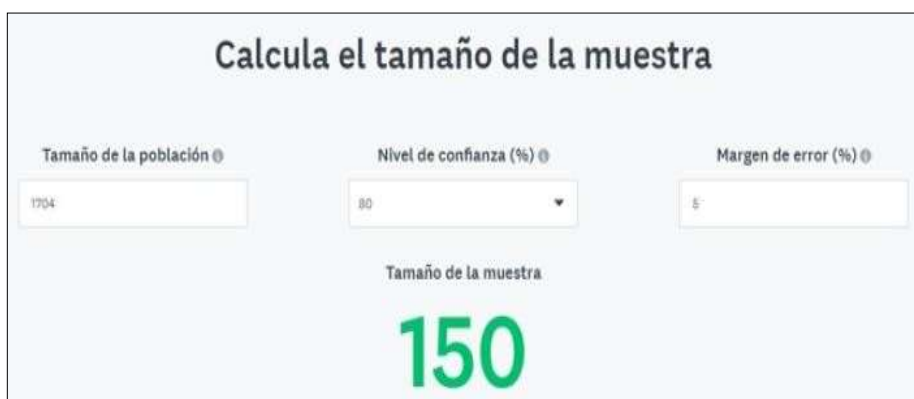 Calcula el tamaño de la muestra
Tamaño de la población
Nivel de confianza (%)
Margen de error (%)
1704
80
5
Tamaño de la muestra
150